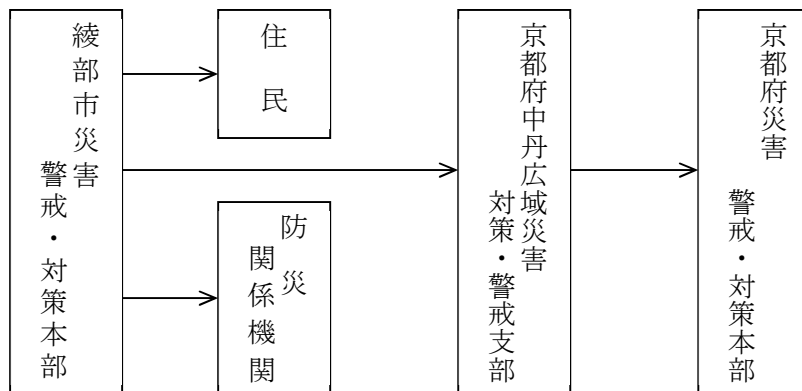 綾部市災害
警戒・対策本部
住民
防災
関係機関
京都府中丹広域災害
対策・警戒支部
京都府災害
警戒・対策本部